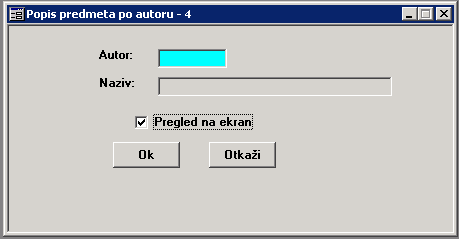 Popis predmeta po autoru - 4
Autor:
Naziv:
Pregled na ekran
Ok Otkaži